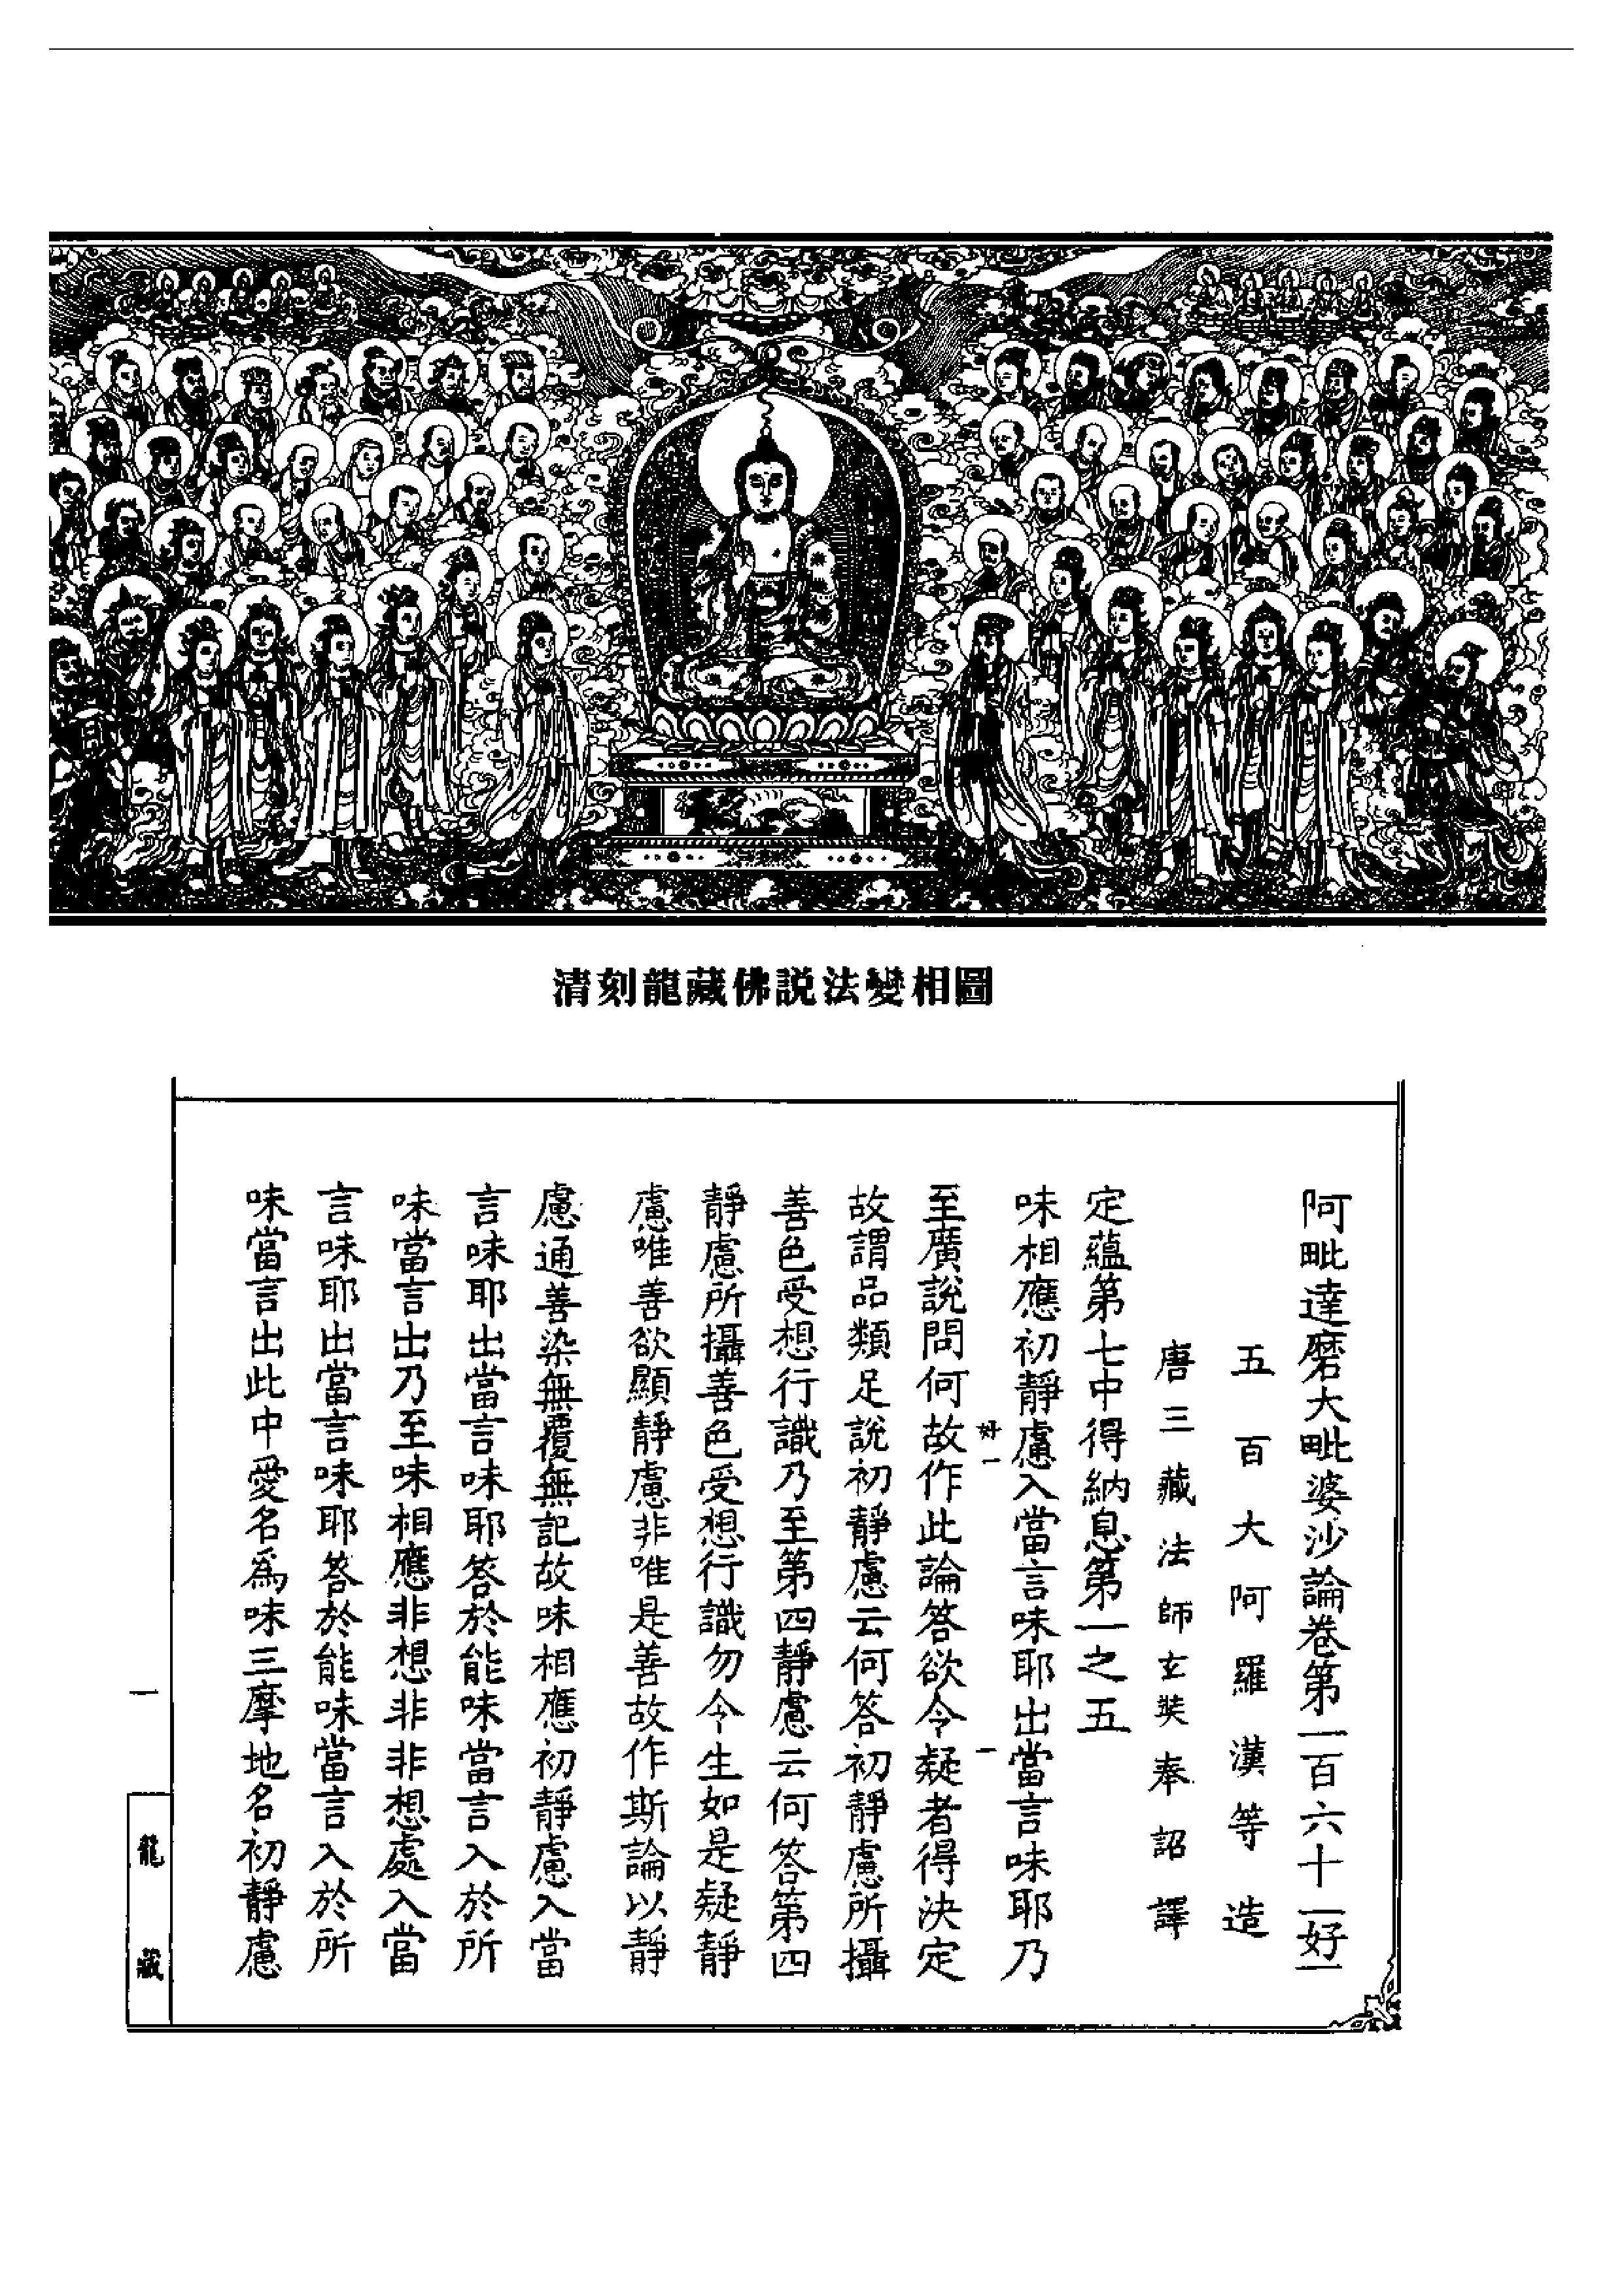 清刻龍藏佛説法變相圖
阿毗達磨大毗婆沙論卷第一百六十一 好一
五百大阿羅漢等造
唐三藏法師玄奘奉詔譯
定蘊第七中得納息第一之五
味相應初靜慮入當言味耶出當言味耶乃
好一
一
至廣說問何故作此論答欲令疑者得決定
故謂品類足說初靜慮云何答初靜慮所攝
善色受想行識乃至第四靜慮云何答第四
靜慮所攝善色受想行識勿令生如是疑靜
慮唯善欲顯靜慮非唯是善故作斯論以靜
慮通善染無覆無記故味相應初靜慮入當
言味耶出當言味耶答於能味當言入於所
味當言出乃至味相應非想非非想處入當
言味耶出當言味耶答於能味當言入於所
味當言出此中愛名爲味三摩地名初靜慮
一
龍藏